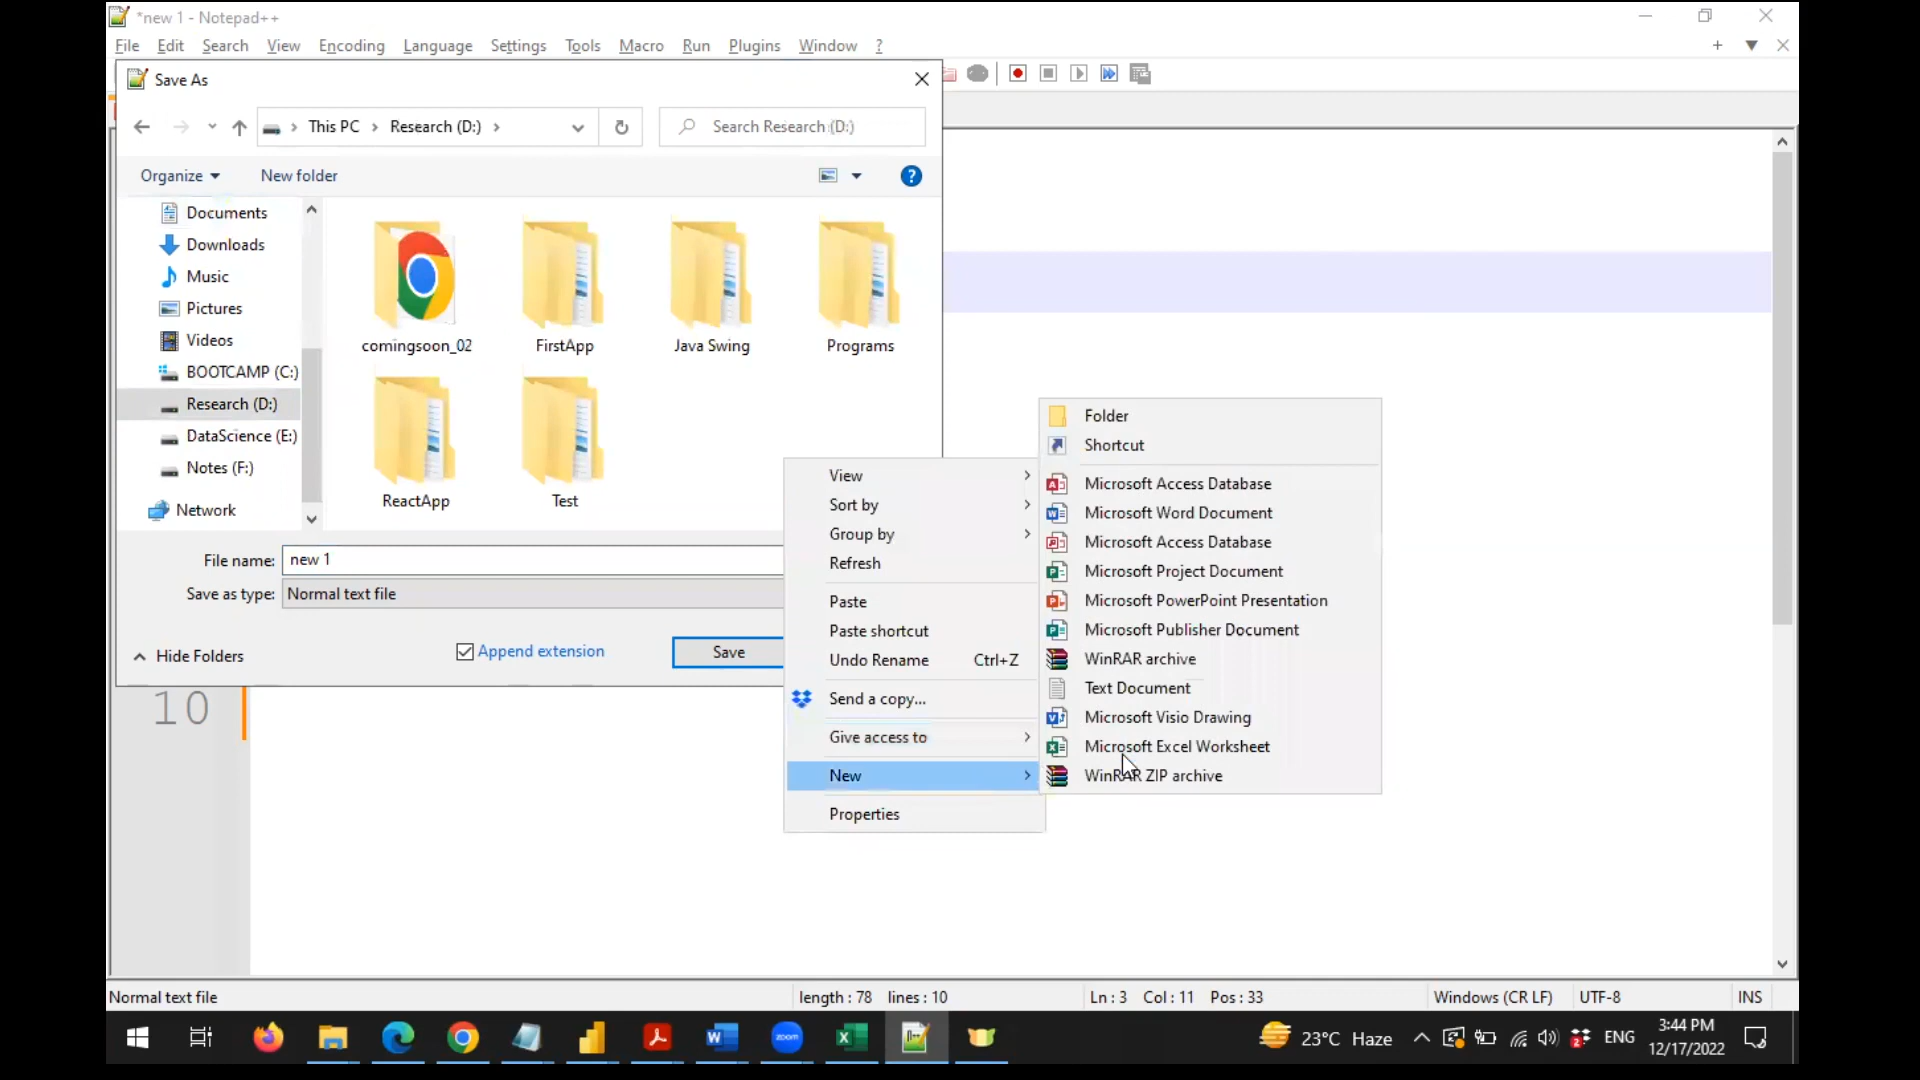 *new 1 - Notepad++
File Edit Search View Encoding Language Settings Tools Macro Run Plugins Window ?
Save As
This PC Research (D:)
Search Research (D:)
Organize New folder
Documents
Downloads
Music
Pictures
Videos
BOOTCAMP (C:)
Research (D:)
DataScience (E:)
Notes (F:)
Network
comingsoon_02 FirstApp Java Swing Programs
ReactApp Test
File name: new 1
Save as type: Normal text file
Hide Folders
Append extension
Save
View
Sort by
Group by
Refresh
Paste
Paste shortcut
Undo Rename Ctrl+Z
Send a copy...
Give access to
New
Properties
Folder
Shortcut
Microsoft Access Database
Microsoft Word Document
Microsoft Access Database
Microsoft Project Document
Microsoft PowerPoint Presentation
Microsoft Publisher Document
WinRAR archive
Text Document
Microsoft Visio Drawing
Microsoft Excel Worksheet
WinRAR ZIP archive
10
Normal text file length : 78 lines : 10 Ln : 3 Col : 11 Pos : 33 Windows (CR LF) UTF-8 INS
zoom
23°C Haze
2
ENG
3:44 PM
12/17/2022